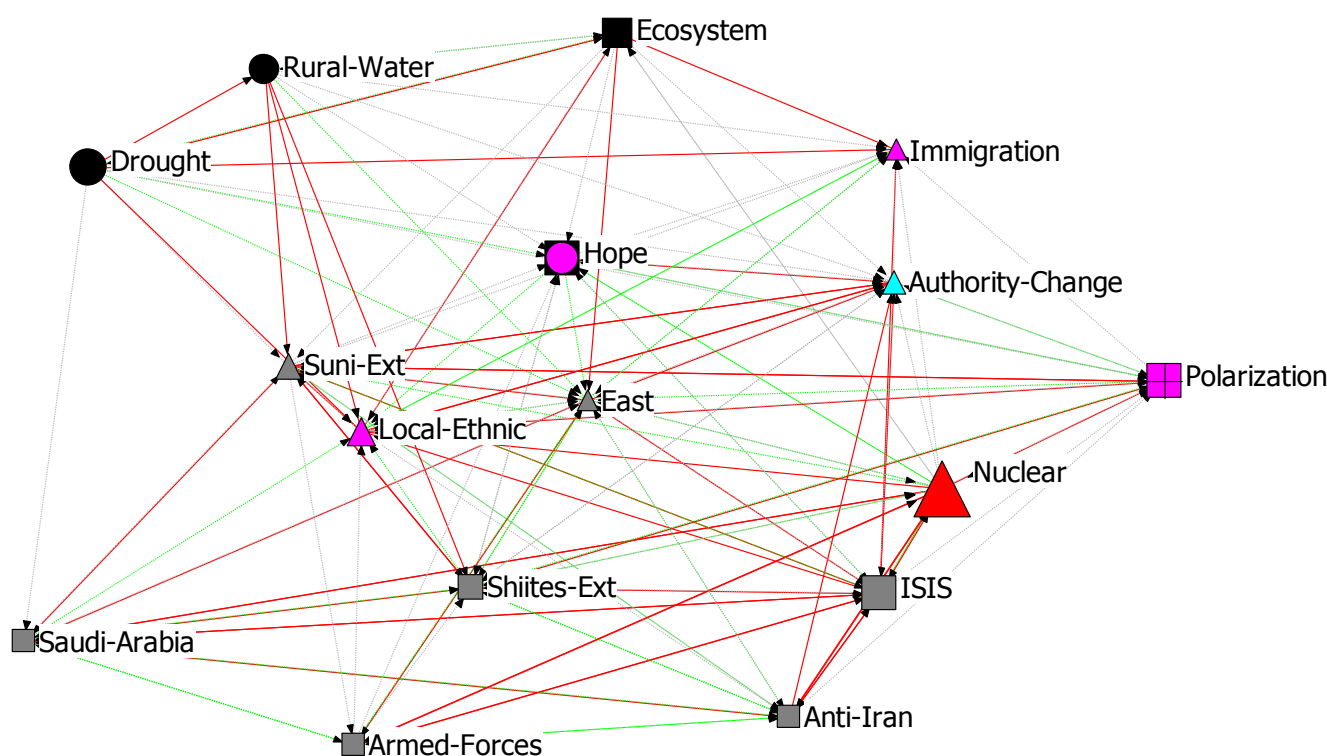 Ecosystem
Rural-Water
Immigration
Drought
Hope
Authority-Change
Suni-Ext
Polarization
East
Local-Ethnic
Nuclear
Shiites-Ext
ISIS
Saudi-Arabia
Anti-Iran
Armed-Forces